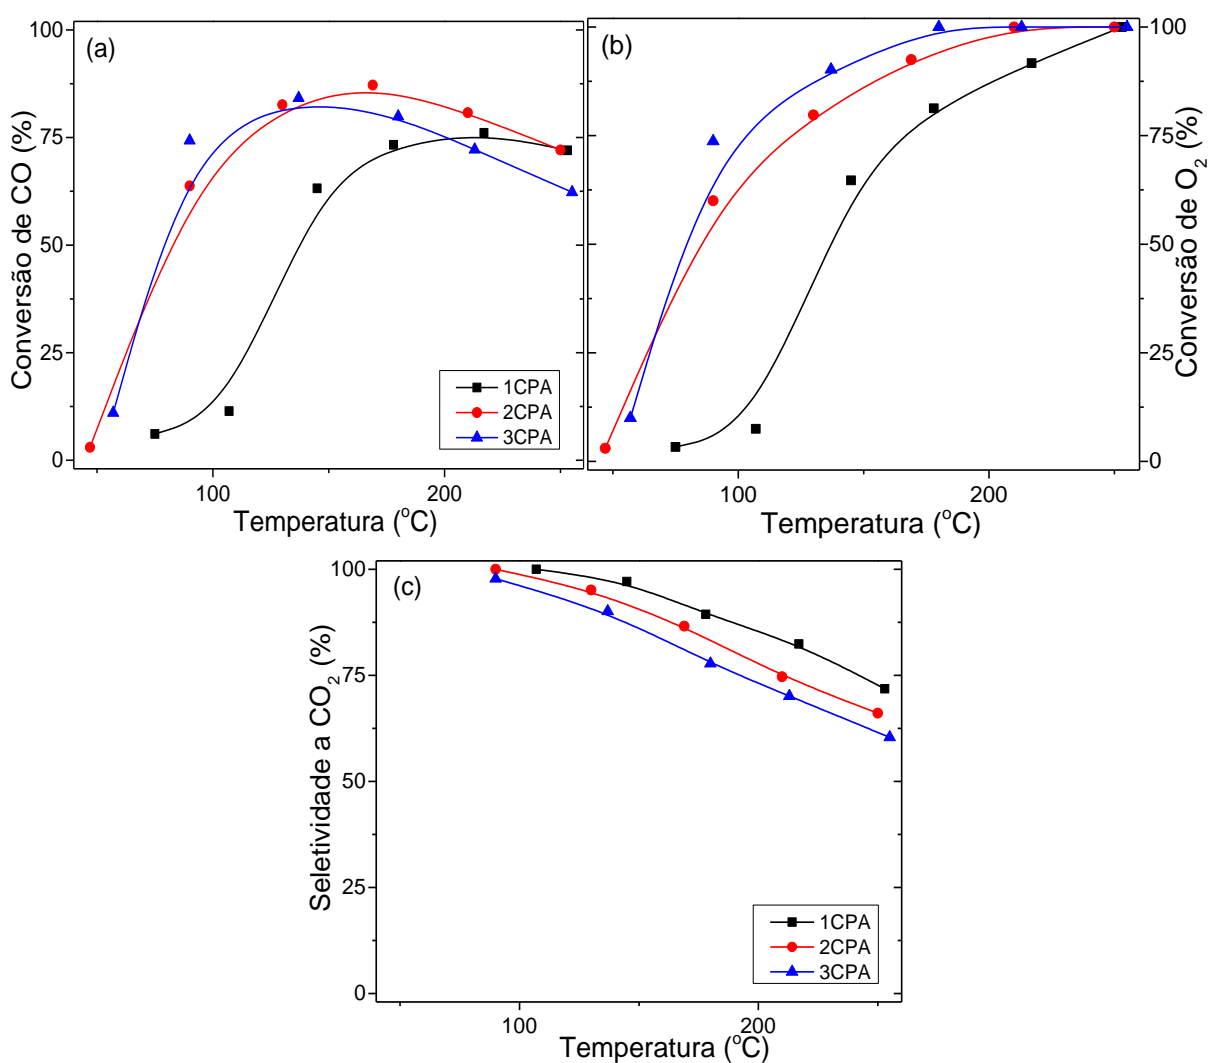 (a)
Conversão de CO (%)
100
75
50
25
0
100
200
Temperatura (°C)
1CPA
2CPA
3CPA
(b)
Conversão de O₂ (%)
100
75
50
25
0
100
200
Temperatura (°C)
(c)
Seletividade a CO₂ (%)
100
75
50
25
0
100
200
Temperatura (°C)
1CPA
2CPA
3CPA